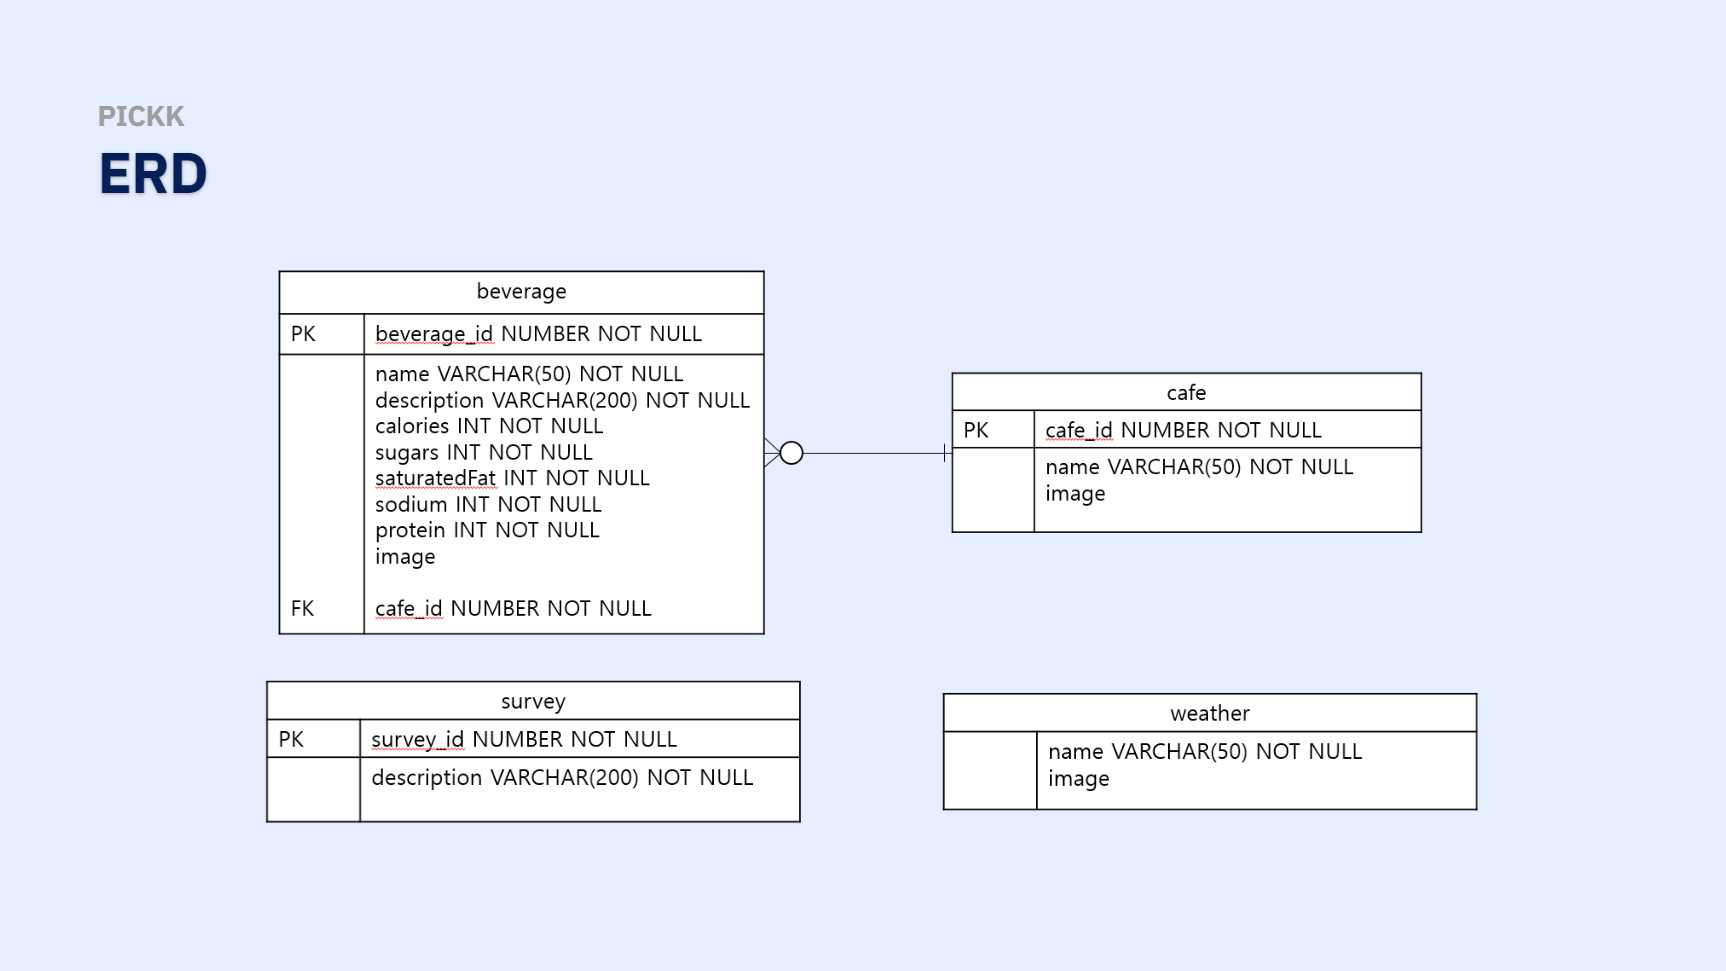 PICKK
ERD
beverage
PK beverage_id NUMBER NOT NULL
name VARCHAR(50) NOT NULL
description VARCHAR(200) NOT NULL
calories INT NOT NULL
sugars INT NOT NULL
saturatedFat INT NOT NULL
sodium INT NOT NULL
protein INT NOT NULL
image
FK cafe_id NUMBER NOT NULL
cafe
PK cafe_id NUMBER NOT NULL
name VARCHAR(50) NOT NULL
image
survey
PK survey_id NUMBER NOT NULL
description VARCHAR(200) NOT NULL
weather
name VARCHAR(50) NOT NULL
image